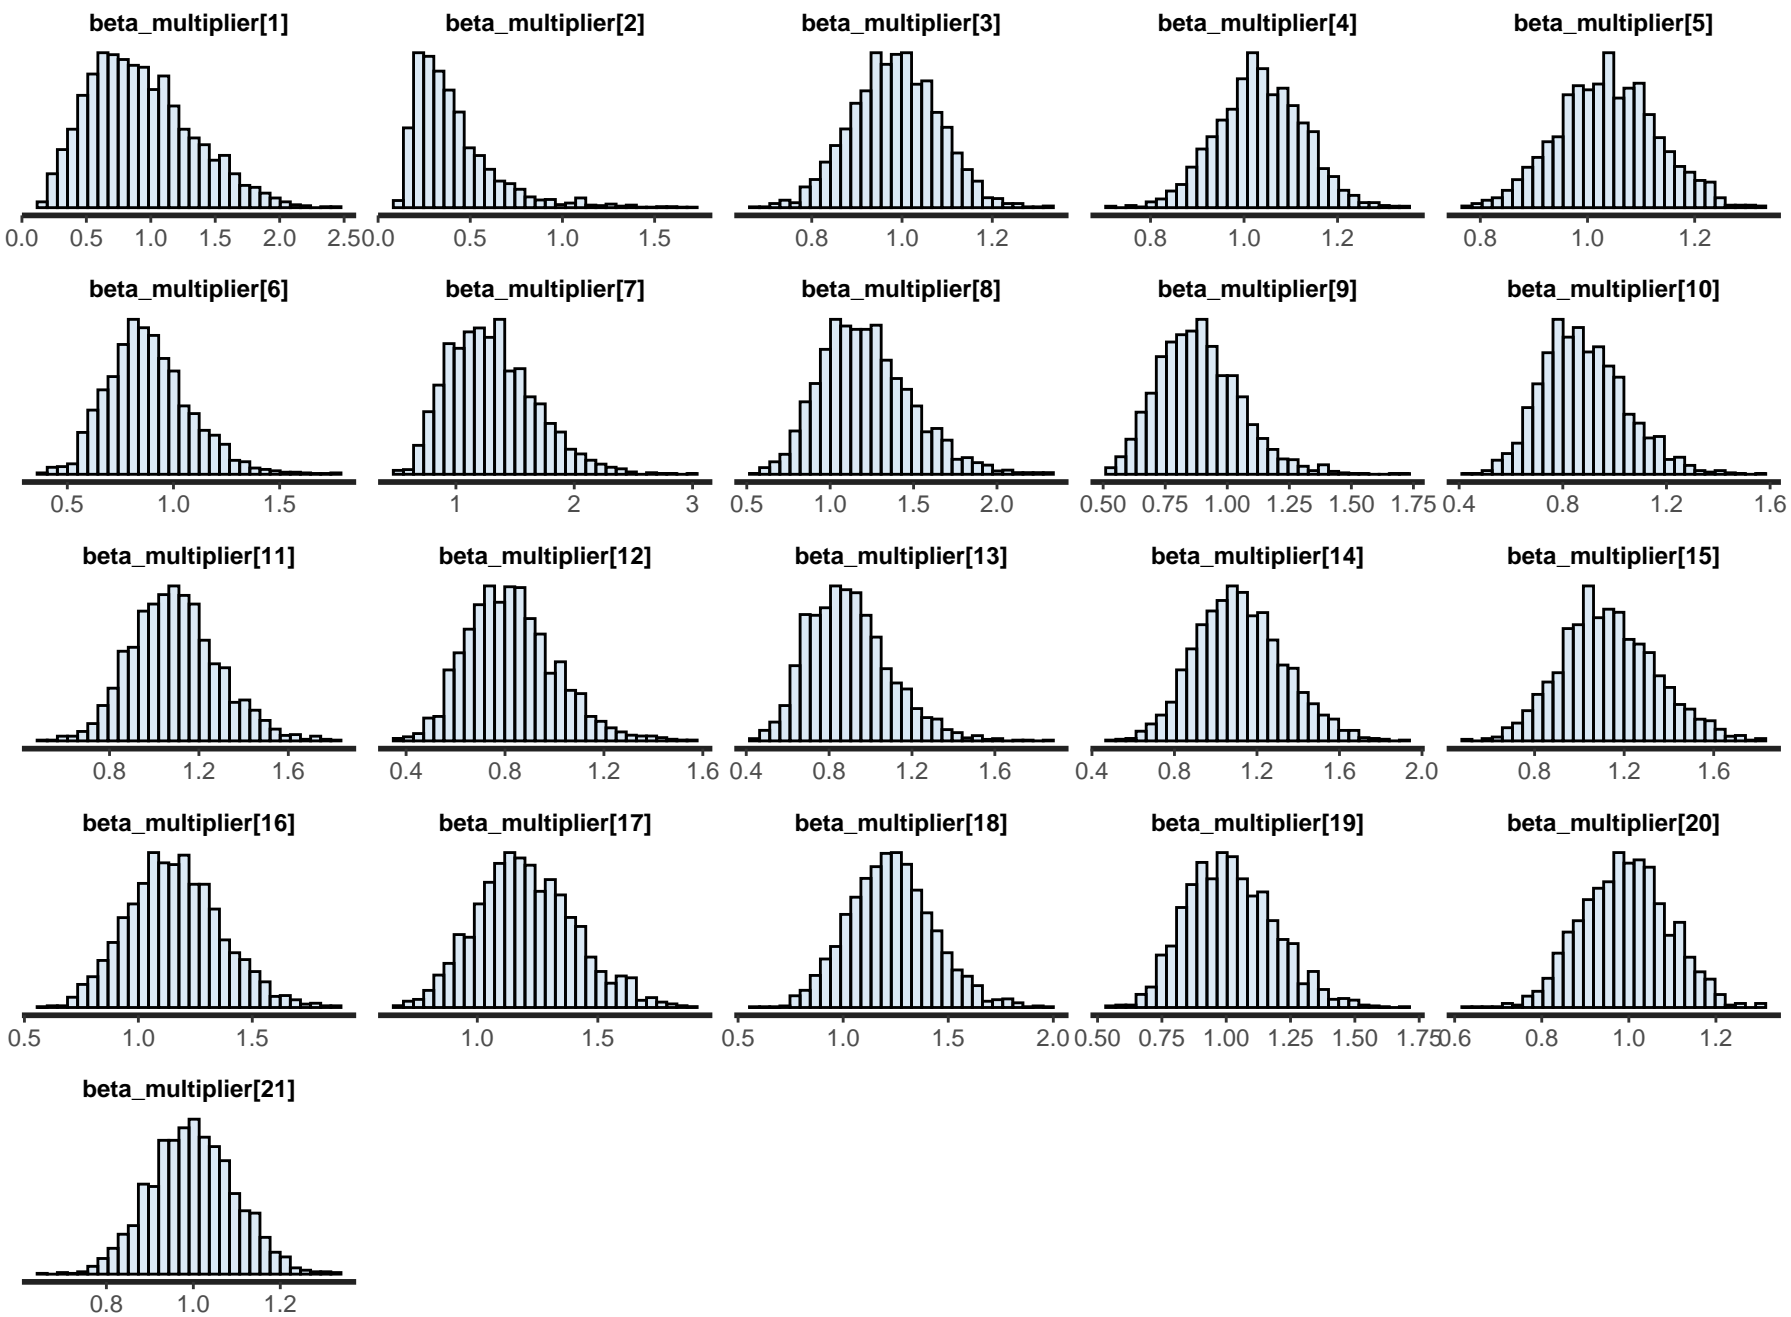 beta_multiplier[1] beta_multiplier[2] beta_multiplier[3] beta_multiplier[4] beta_multiplier[5]
0.0 0.5 1.0 1.5 2.0 2.50 0.0 0.5 1.0 1.5 0.8 1.0 1.2 0.8 1.0 1.2 0.8 1.0 1.2
beta_multiplier[6] beta_multiplier[7] beta_multiplier[8] beta_multiplier[9] beta_multiplier[10]
0.5 1.0 1.5 1 2 3 0.5 1.0 1.5 2.0 0.50 0.75 1.00 1.25 1.50 1.75 0.4 0.8 1.2 1.6
beta_multiplier[11] beta_multiplier[12] beta_multiplier[13] beta_multiplier[14] beta_multiplier[15]
0.8 1.2 1.6 0.4 0.8 1.2 1.6 0.4 0.8 1.2 1.6 0.4 0.8 1.2 1.6 2.0 0.8 1.2 1.6
beta_multiplier[16] beta_multiplier[17] beta_multiplier[18] beta_multiplier[19] beta_multiplier[20]
0.5 1.0 1.5 1.0 1.5 0.5 1.0 1.5 2.0 0.50 0.75 1.00 1.25 1.50 1.75 0.6 0.8 1.0 1.2
beta_multiplier[21]
0.8 1.0 1.2